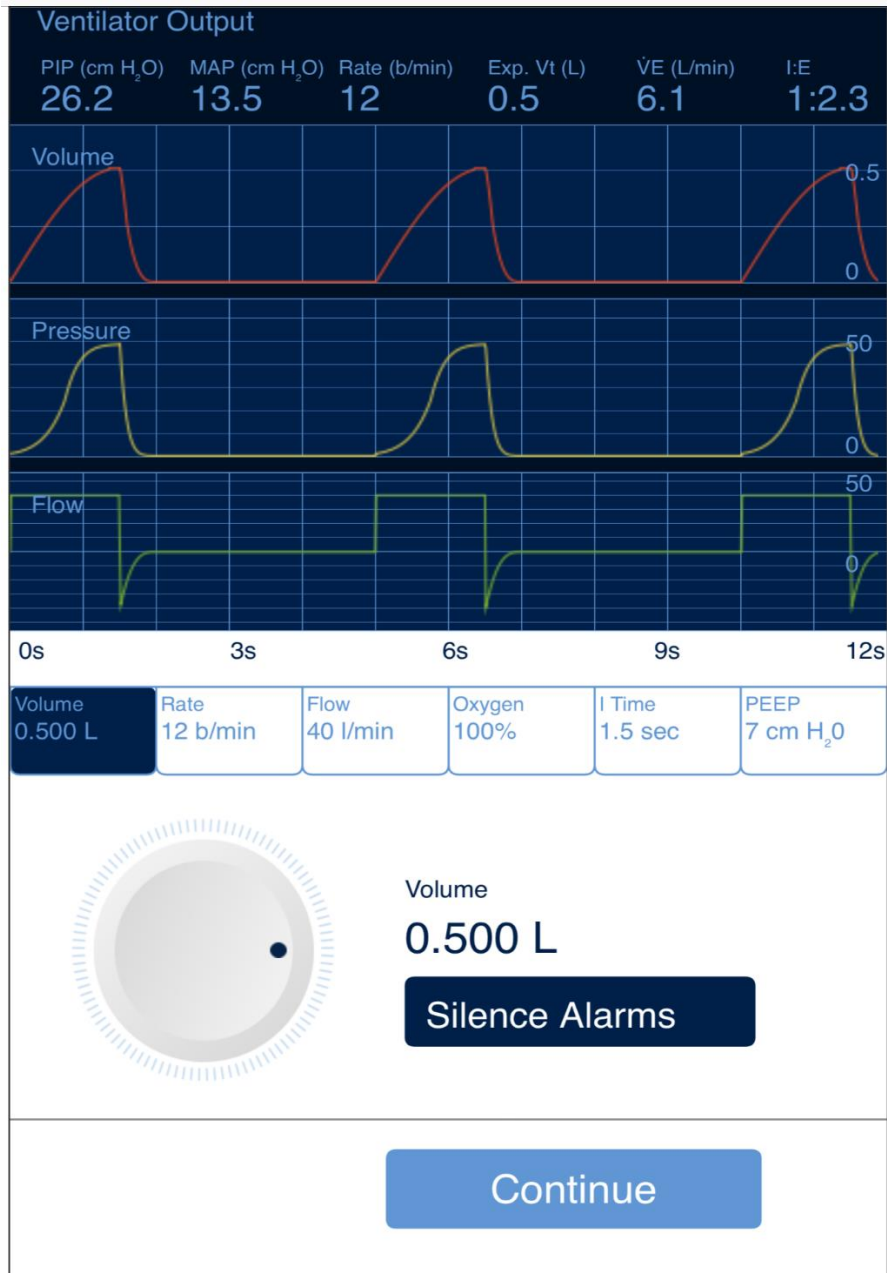 Ventilator Output
PIP (cm H₂O) MAP (cm H₂O) Rate (b/min) Exp. Vt (L) V̇E (L/min) I:E
26.2 13.5 12 0.5 6.1 1:2.3
Volume
0.5
0
Pressure
50
0
50
Flow
0
0s 3s 6s 9s 12s
Volume Rate Flow Oxygen I Time PEEP
0.500 L 12 b/min 40 l/min 100% 1.5 sec 7 cm H₂0
Volume
0.500 L
Silence Alarms
Continue